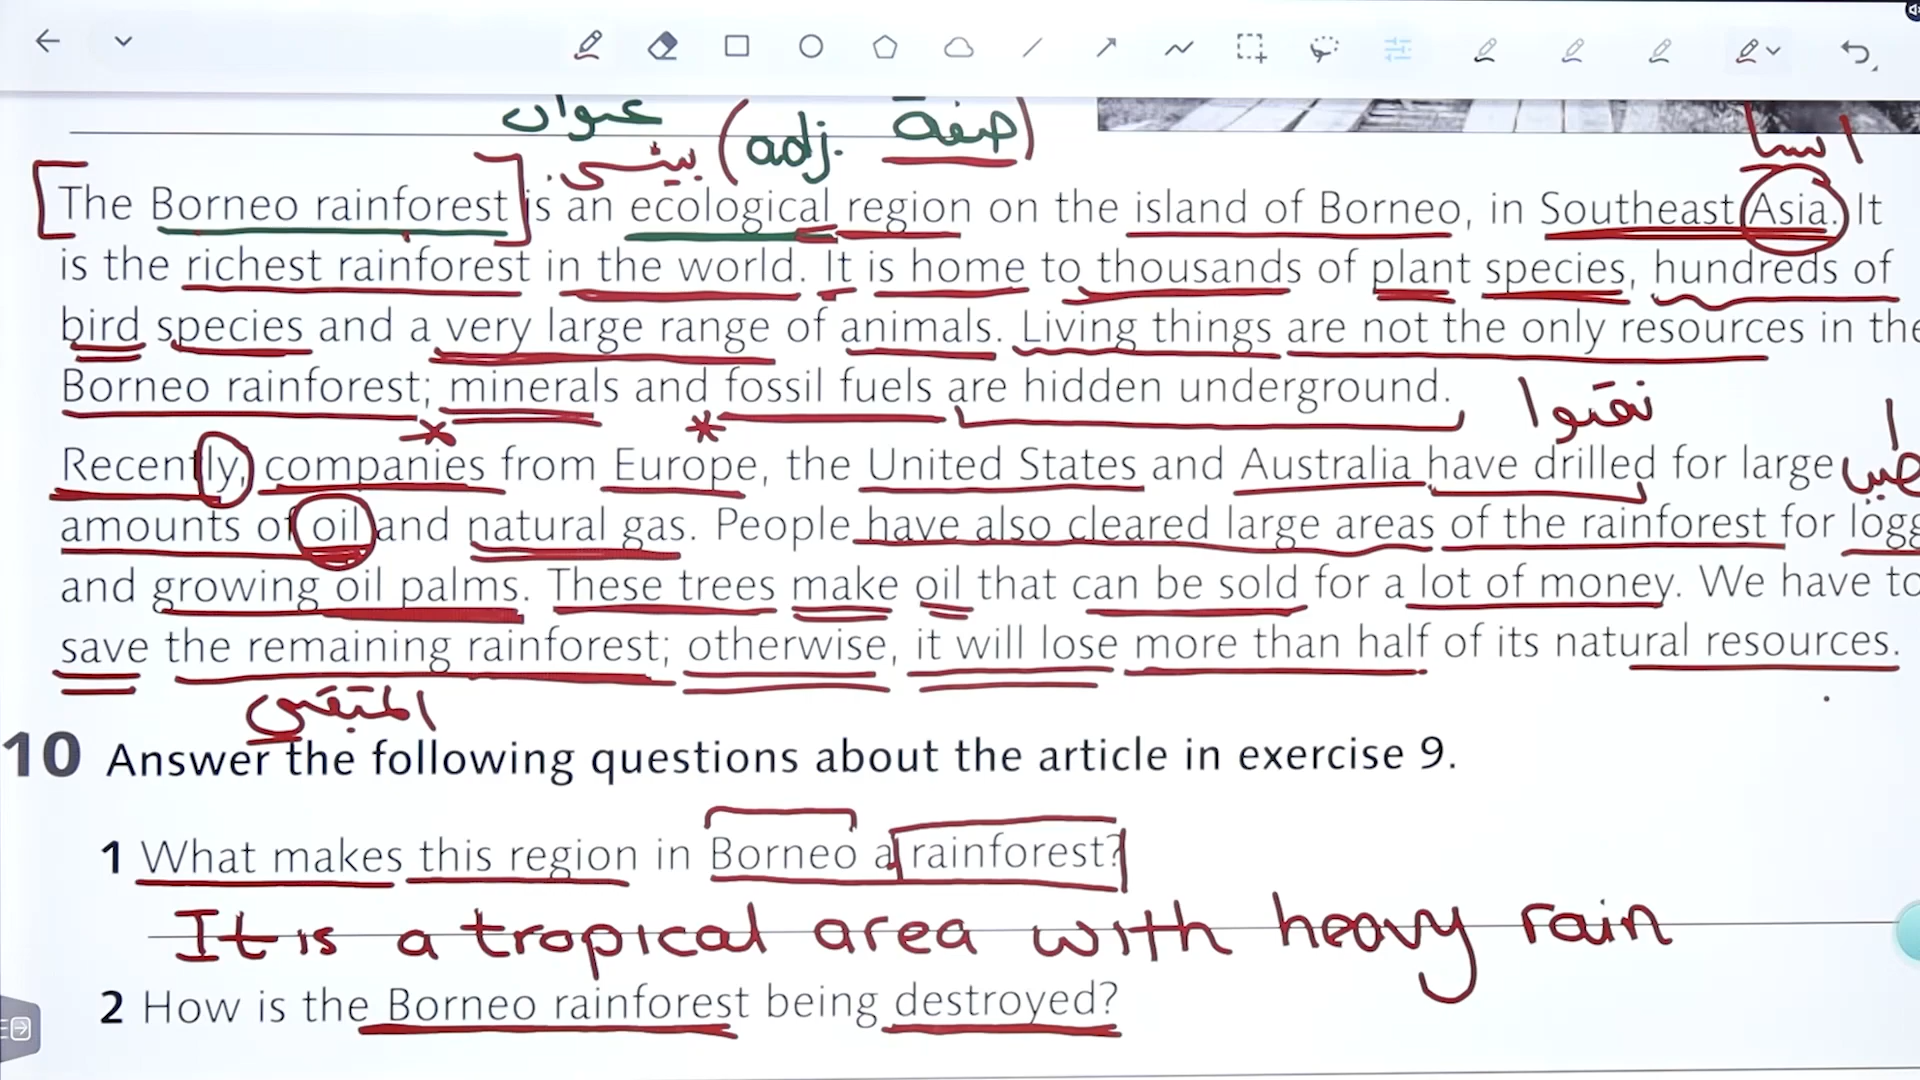 عنوان
(adj. صفة)
بيئي
اسيا
The Borneo rainforest is an ecological region on the island of Borneo, in Southeast Asia. It
is the richest rainforest in the world. It is home to thousands of plant species, hundreds of
bird species and a very large range of animals. Living things are not the only resources in the
Borneo rainforest; minerals and fossil fuels are hidden underground.
Recently, companies from Europe, the United States and Australia have drilled for large
amounts of oil and natural gas. People have also cleared large areas of the rainforest for logg
and growing oil palms. These trees make oil that can be sold for a lot of money. We have to
save the remaining rainforest; otherwise, it will lose more than half of its natural resources.
المتبقي
10 Answer the following questions about the article in exercise 9.
1 What makes this region in Borneo a rainforest?
It is a tropical area with heavy rain
2 How is the Borneo rainforest being destroyed?